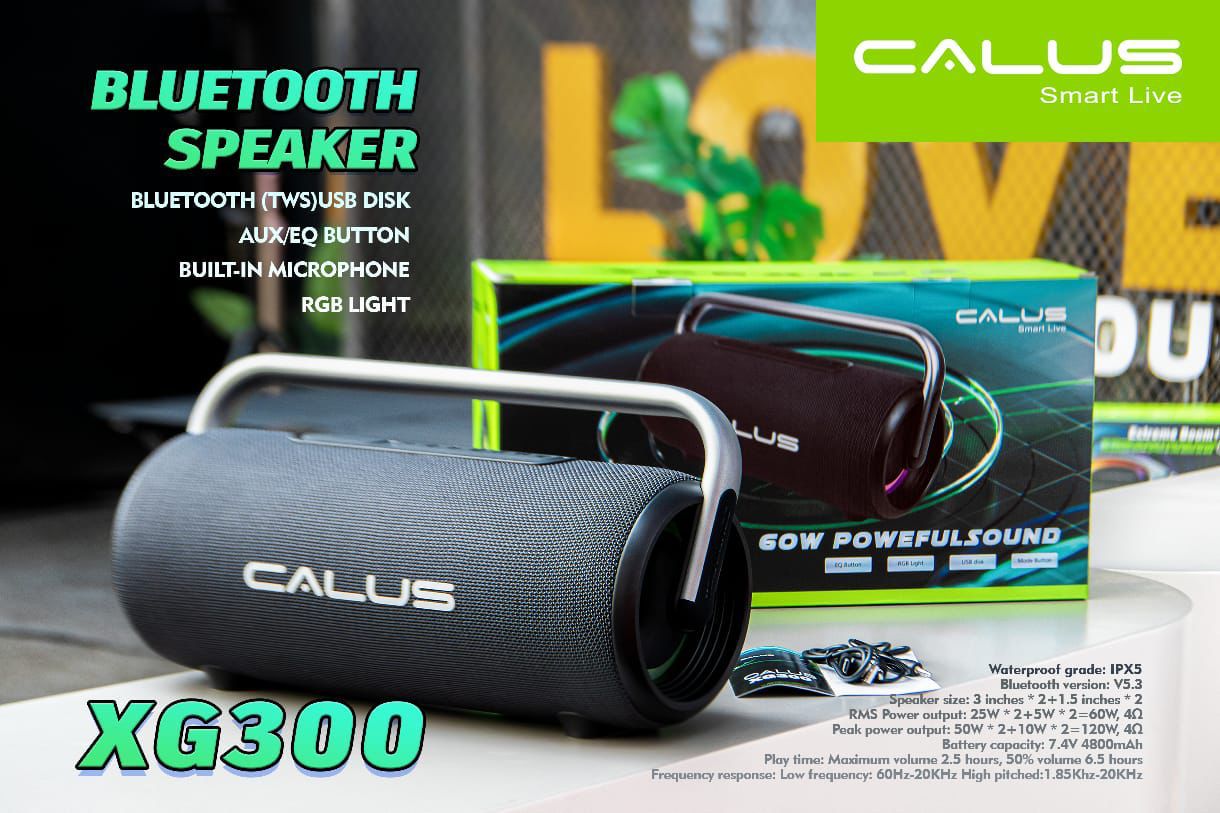 CALUS
Smart Live
BLUETOOTH
SPEAKER
BLUETOOTH (TWS)USB DISK
AUX/EQ BUTTON
BUILT-IN MICROPHONE
RGB LIGHT
LOVE
OU
CALUS
Smart Live
CALUS
60W POWEFULSOUND
EQ Button
RGB Light
USB disk
Mode Button
Extreme Boom
CALUS
CALUS
XG300
XG300
Waterproof grade: IPX5
Bluetooth version: V5.3
Speaker size: 3 inches * 2+1.5 inches * 2
RMS Power output: 25W * 2+5W * 2=60W, 4Ω
Peak power output: 50W * 2+10W * 2=120W, 4Ω
Battery capacity: 7.4V 4800mAh
Play time: Maximum volume 2.5 hours, 50% volume 6.5 hours
Frequency response: Low frequency: 60Hz-20KHz High pitched:1.85Khz-20KHz